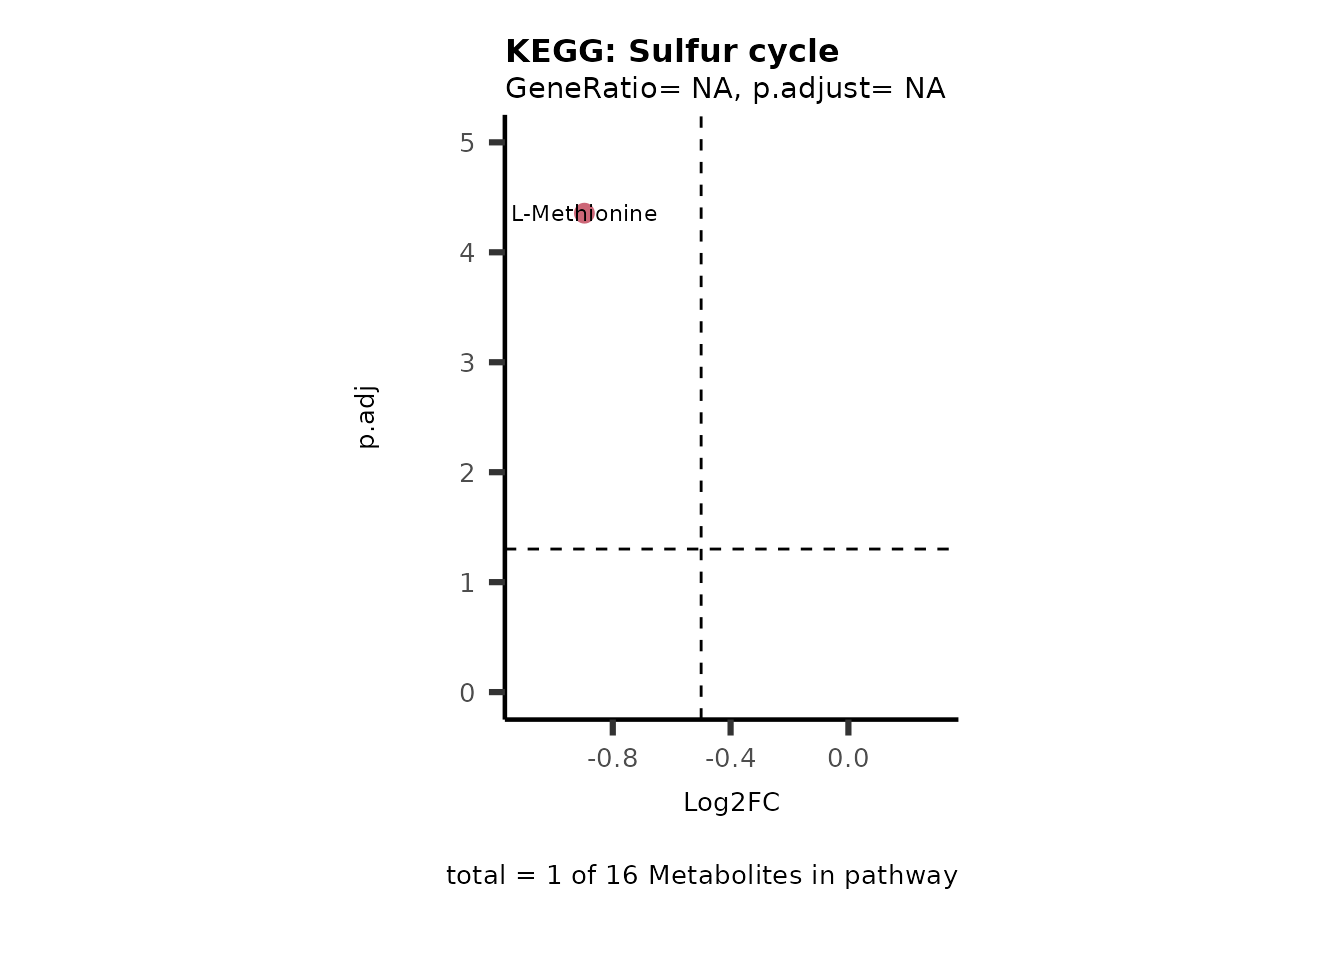 KEGG: Sulfur cycle
GeneRatio= NA, p.adjust= NA
5
L-Methionine
4
3
p.adj
2
1
0
-0.8 -0.4 0.0
Log2FC
total = 1 of 16 Metabolites in pathway